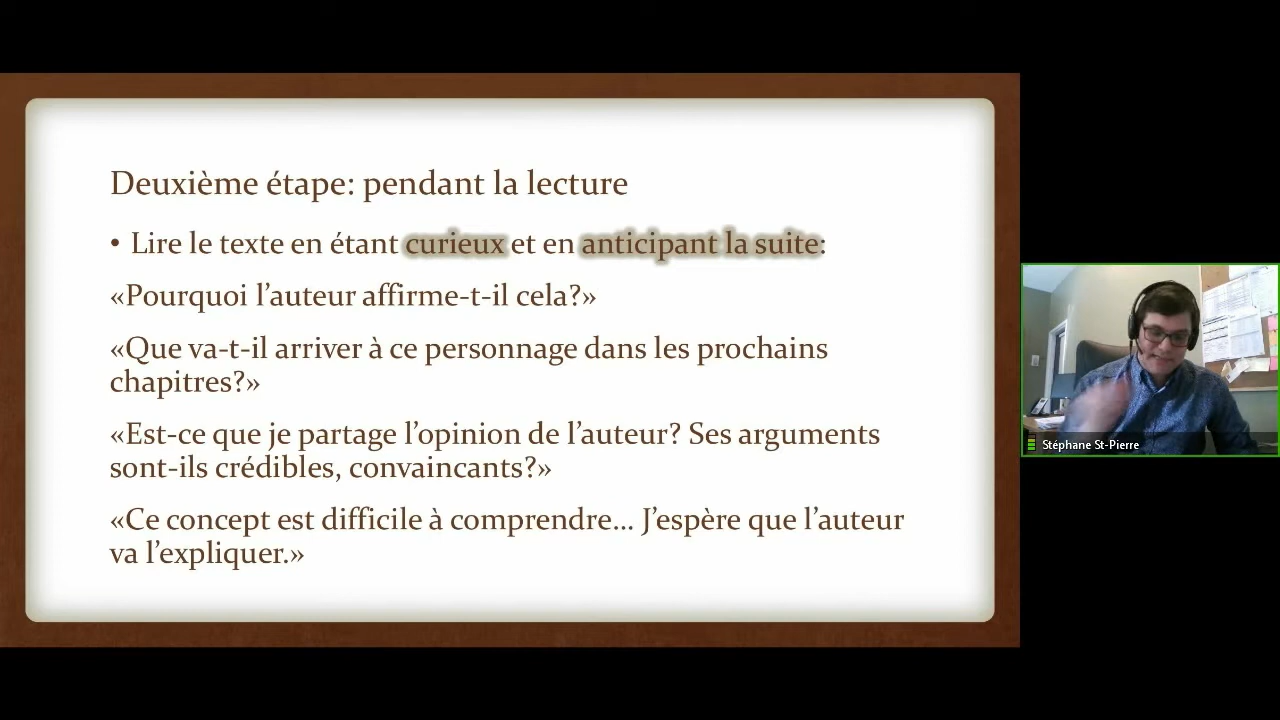 Deuxième étape: pendant la lecture
• Lire le texte en étant curieux et en anticipant la suite:
«Pourquoi l’auteur affirme-t-il cela?»
«Que va-t-il arriver à ce personnage dans les prochains
chapitres?»
«Est-ce que je partage l’opinion de l’auteur? Ses arguments
sont-ils crédibles, convaincants?»
«Ce concept est difficile à comprendre... J’espère que l’auteur
va l’expliquer.»
Stéphane St-Pierre